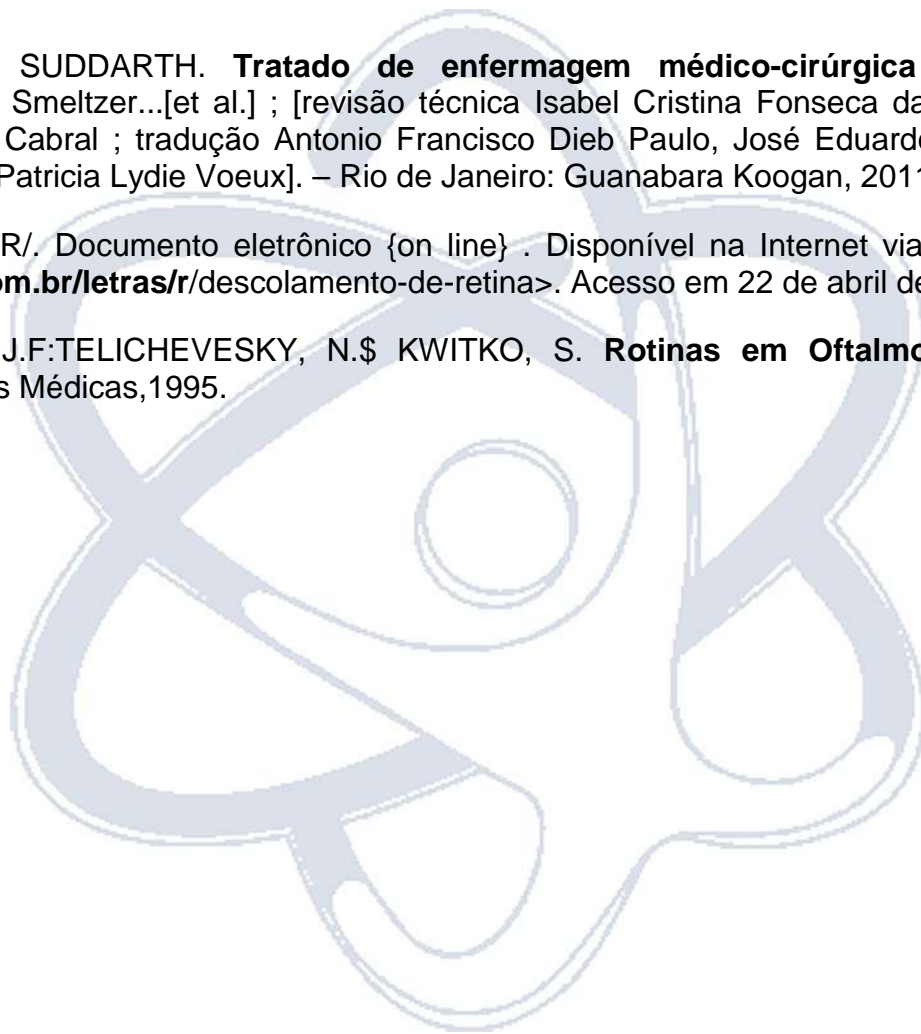 SUDDARTH. Tratado de enfermagem médico-cirúrgica
Smeltzer...[et al.] ; [revisão técnica Isabel Cristina Fonseca da
Cabral ; tradução Antonio Francisco Dieb Paulo, José Eduardo
Patricia Lydie Voeux]. – Rio de Janeiro: Guanabara Koogan, 2011
R/. Documento eletrônico {on line} . Disponível na Internet via
om.br/letras/r/descolamento-de-retina>. Acesso em 22 de abril de
J.F:TELICHEVESKY, N.$ KWITKO, S. Rotinas em Oftalmo
s Médicas,1995.